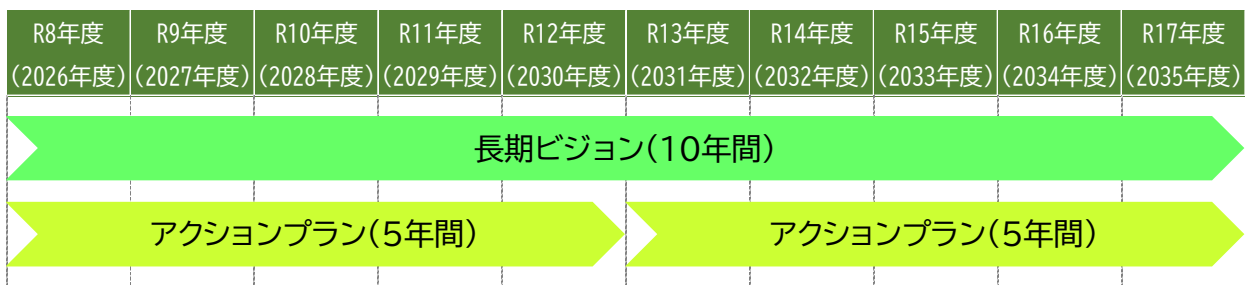 R8年度 R9年度 R10年度 R11年度 R12年度 R13年度 R14年度 R15年度 R16年度 R17年度
(2026年度) (2027年度) (2028年度) (2029年度) (2030年度) (2031年度) (2032年度) (2033年度) (2034年度) (2035年度)
長期ビジョン(10年間)
アクションプラン(5年間) アクションプラン(5年間)